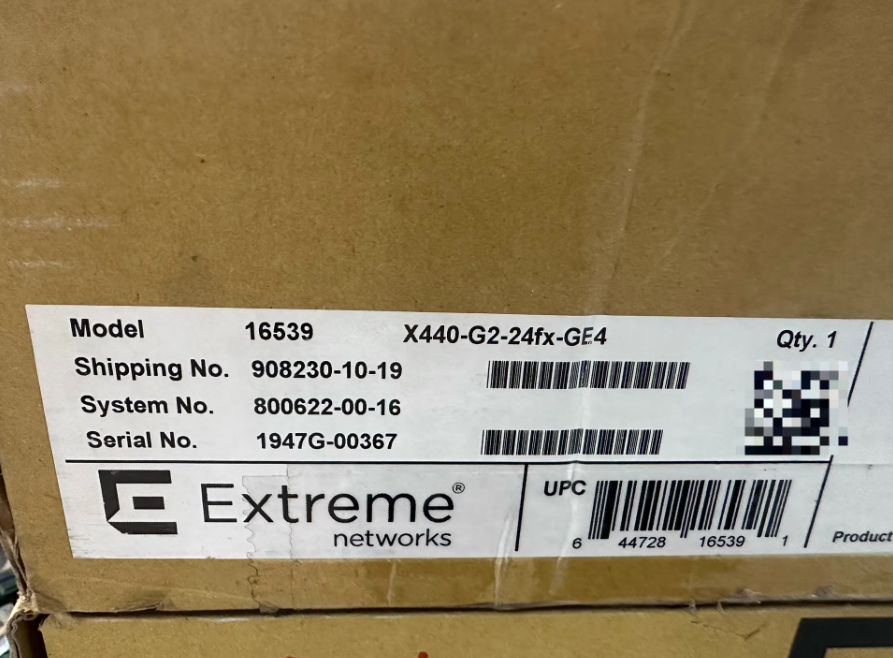 Model 16539 X440-G2-24fx-GE4 Qty. 1
Shipping No. 908230-10-19
System No. 800622-00-16
Serial No. 1947G-00367
Extreme®
networks
UPC
6 44728 16539 1
Product